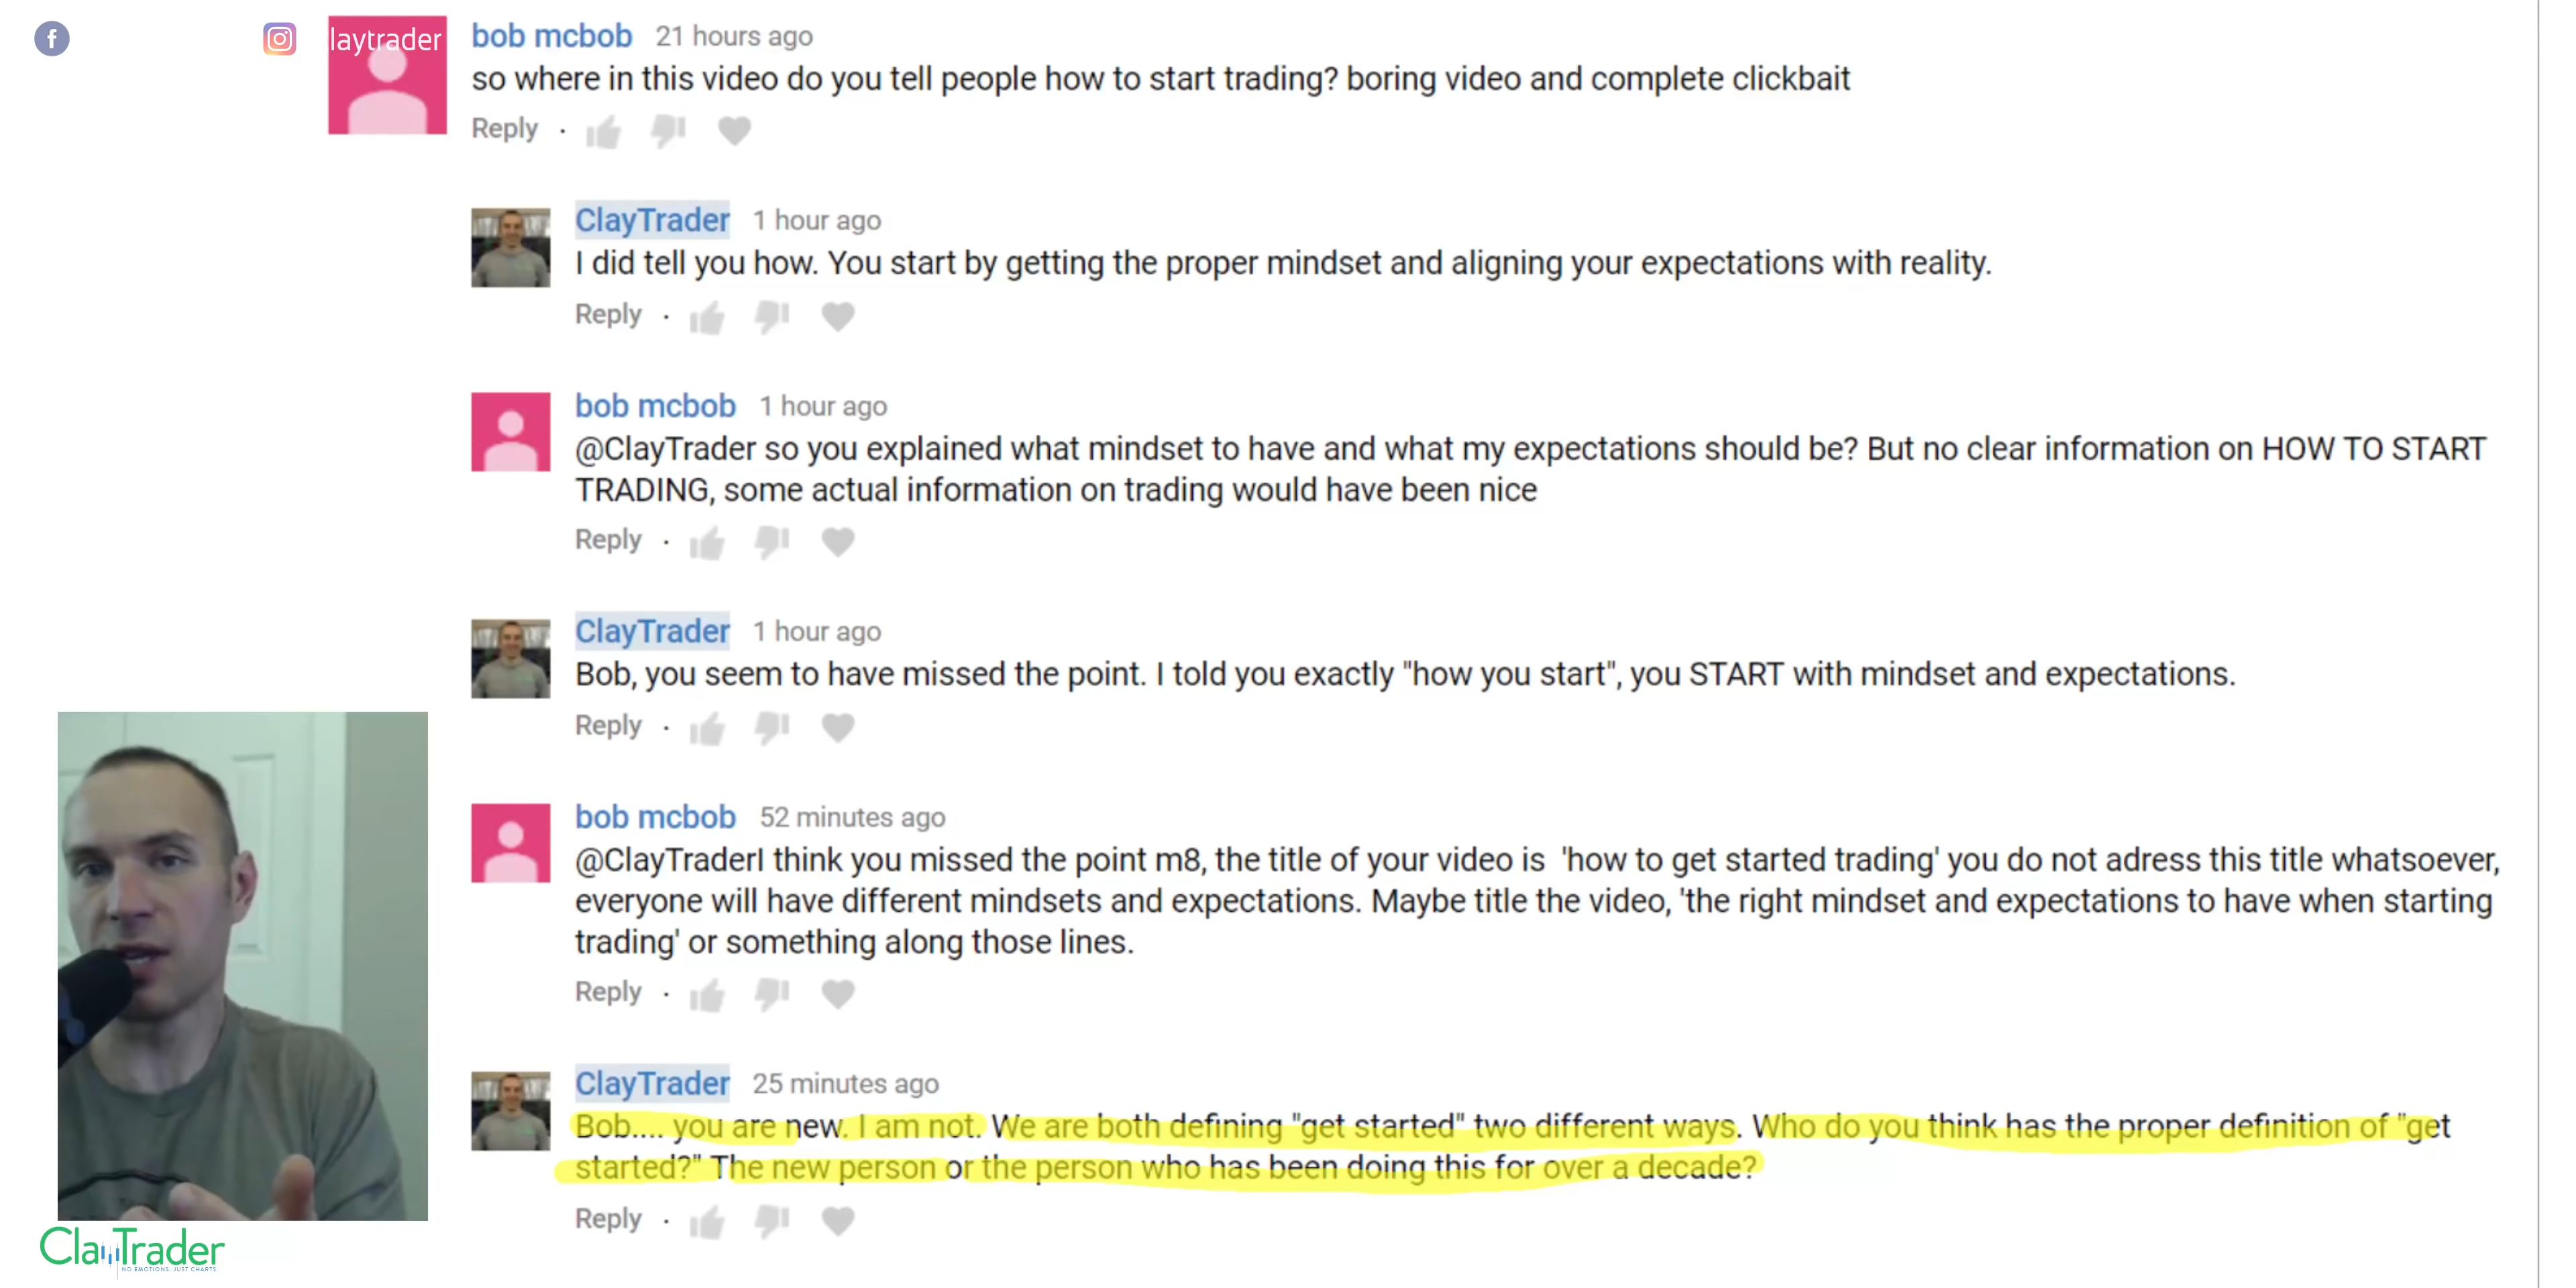 laytrader
bob mcbob 21 hours ago
so where in this video do you tell people how to start trading? boring video and complete clickbait
Reply ·
ClayTrader 1 hour ago
I did tell you how. You start by getting the proper mindset and aligning your expectations with reality.
Reply ·
bob mcbob 1 hour ago
@ClayTrader so you explained what mindset to have and what my expectations should be? But no clear information on HOW TO START
TRADING, some actual information on trading would have been nice
Reply ·
ClayTrader 1 hour ago
Bob, you seem to have missed the point. I told you exactly "how you start", you START with mindset and expectations.
Reply ·
bob mcbob 52 minutes ago
@ClayTraderI think you missed the point m8, the title of your video is 'how to get started trading' you do not adress this title whatsoever,
everyone will have different mindsets and expectations. Maybe title the video, 'the right mindset and expectations to have when starting
trading' or something along those lines.
Reply ·
ClayTrader 25 minutes ago
Bob.... you are new. I am not. We are both defining "get started" two different ways. Who do you think has the proper definition of "get
started?" The new person or the person who has been doing this for over a decade?
Reply ·
ClayTrader
NO EMOTIONS. JUST CHARTS.